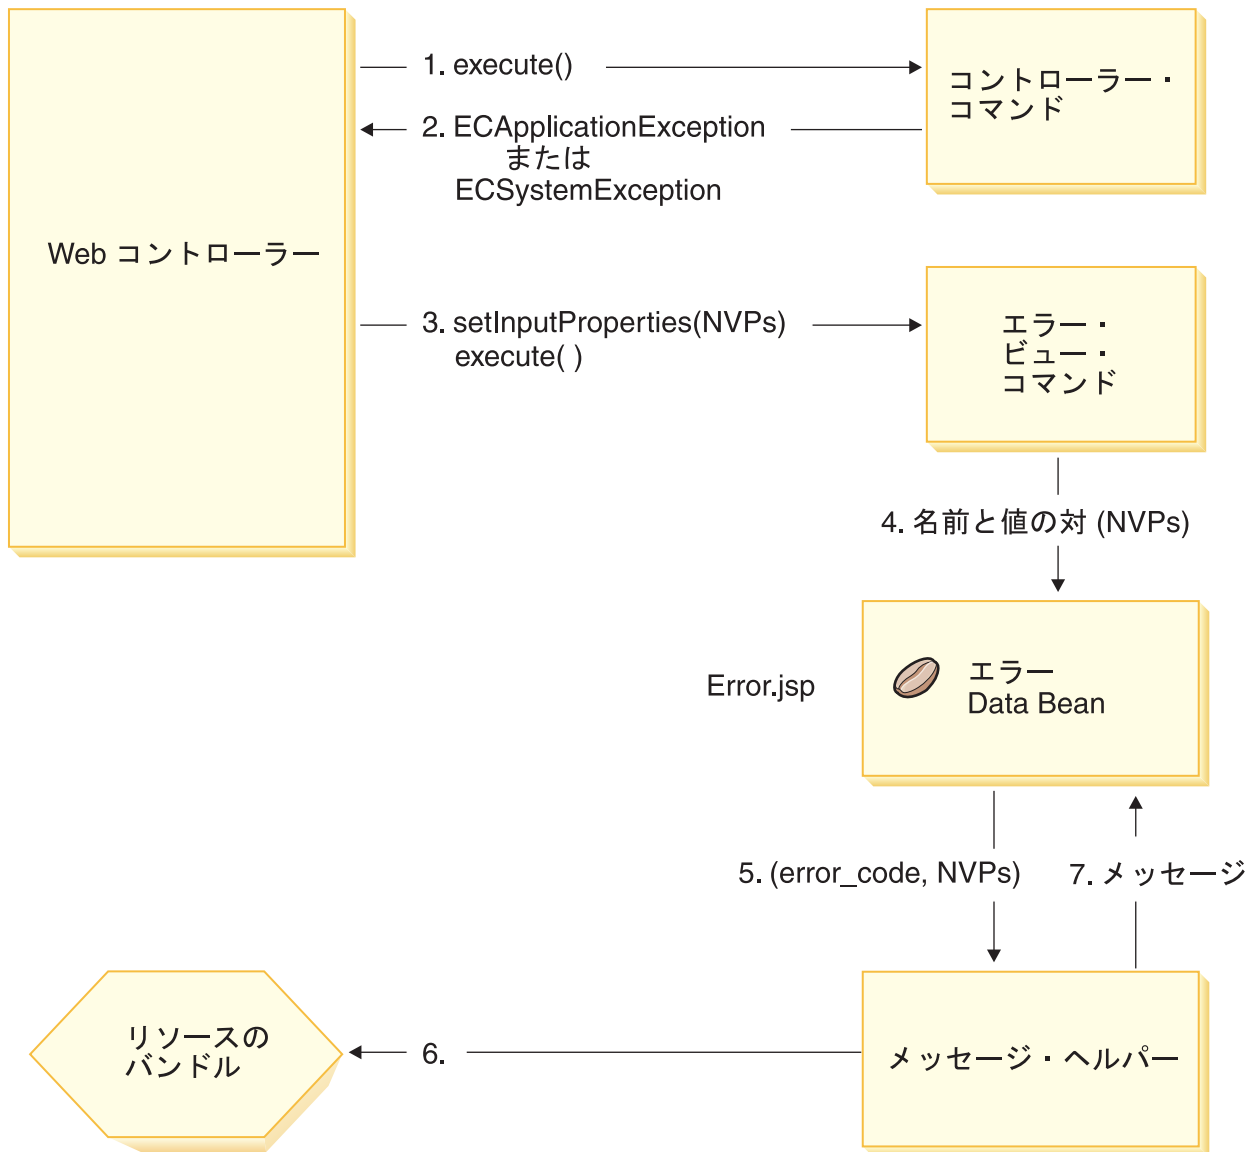 1. execute()
コントローラー・
コマンド
2. ECApplicationException
または
ECSystemException
Web コントローラー
3. setInputProperties(NVPs)
execute( )
エラー・
ビュー・
コマンド
4. 名前と値の対 (NVPs)
Error.jsp
エラー
Data Bean
5. (error_code, NVPs)
7. メッセージ
リソースの
バンドル
6.
メッセージ・ヘルパー